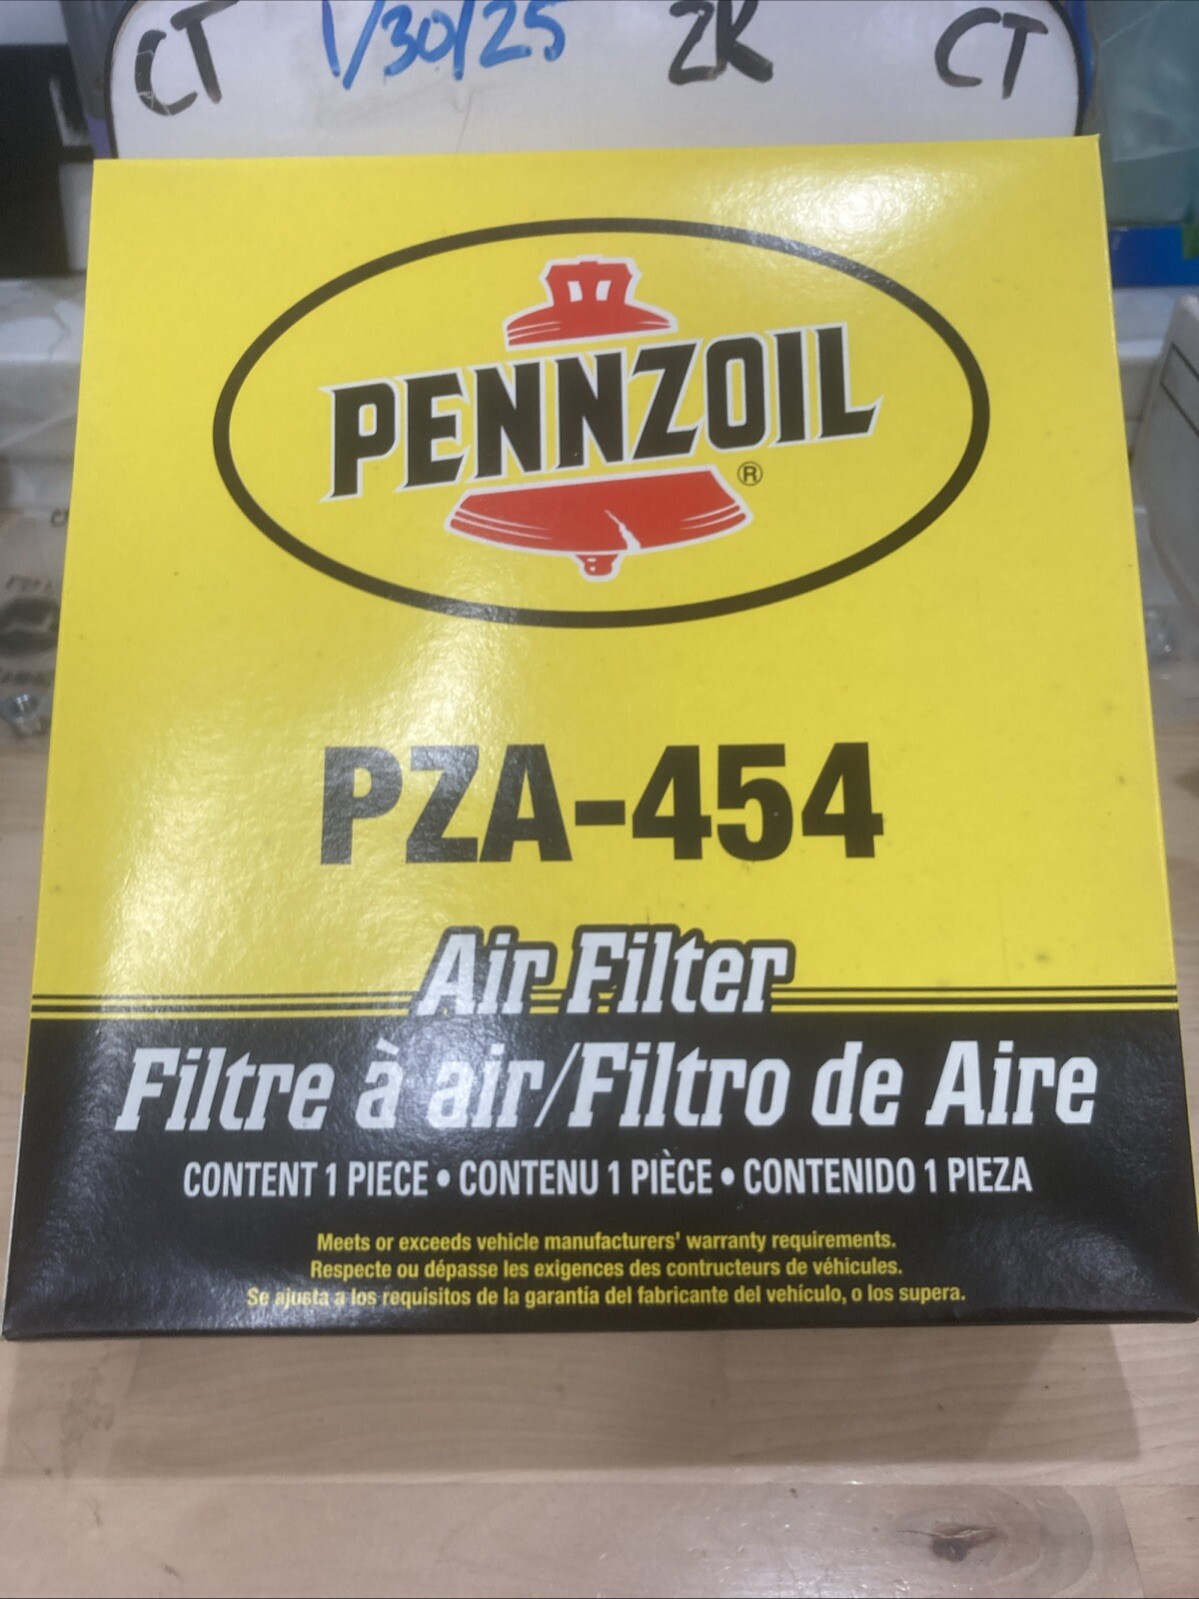 CT 1/30/25 ZK CT
PENNZOIL
®
PZA-454
Air Filter
Filtre à air/Filtro de Aire
CONTENT 1 PIECE • CONTENU 1 PIÈCE • CONTENIDO 1 PIEZA
Meets or exceeds vehicle manufacturers' warranty requirements.
Respecte ou dépasse les exigences des contructeurs de véhicules.
Se ajusta a los requisitos de la garantía del fabricante del vehículo, o los supera.